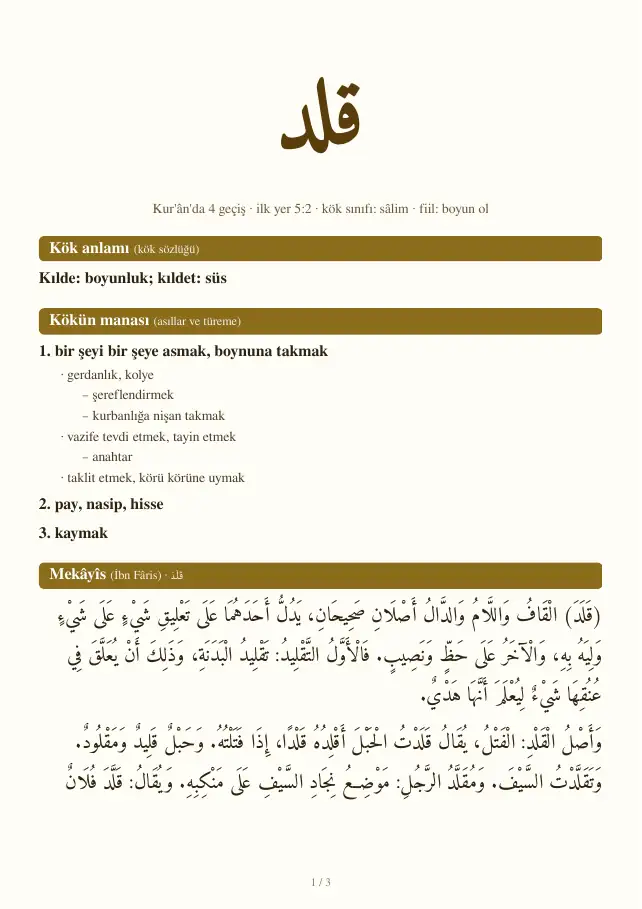 قلد
Kur'ân'da 4 geçiş · ilk yer 5:2 · kök sınıfı: sâlim · fiil: boyun ol
Kök anlamı (kök sözlüğü)
Kılde: boyunluk; kıldet: süs
Kökün manası (asıllar ve türeme)
1. bir şeyi bir şeye asmak, boynuna takmak
· gerdanlık, kolye
– şereflendirmek
– kurbanlığa nişan takmak
· vazife tevdi etmek, tayin etmek
– anahtar
· taklit etmek, körü körüne uymak
2. pay, nasip, hisse
3. kaymak
Mekâyîs (İbn Fâris) · قلد
(قَلَدَ) الْقَافُ وَاللَّامُ وَالدَّالُ أَصْلَانِ صَحِيحَانِ، يَدُلُّ أَحَدَهُمَا عَلَى تَعْلِيقِ شَيْءٍ عَلَى شَيْءٍ
وَلِيَهُ بِهِ، وَالْآخَرُ عَلَى حَظٍّ وَنَصِيبٍ. فَالْأَوَّلُ التَّقْلِيدُ: تَقْلِيدُ الْبَدَنَةِ، وَذَلِكَ أَنْ يُعَلَّقَ فِي
عُنُقِهَا شَيْءٌ لِيُعْلَمَ أَنَّهَا هَدْيٌ.
وَأَصْلُ الْقَلْدِ: الْفَتْلُ، يُقَالُ قَلَدْتُ الْحَبْلَ أَقْلِدُهُ قَلْدًا، إِذَا فَتَلْتُهُ. وَحَبْلٌ قَلِيدٌ وَمَقْلُودٌ.
وَتَقَلَّدْتُ السَّيْفَ. وَمُقَلَّدُ الرَّجُلِ: مَوْضِعُ نِجَادِ السَّيْفِ عَلَى مَنْكِبِهِ. وَيُقَالُ: قَلَّدَ فُلَانٌ
1 / 3